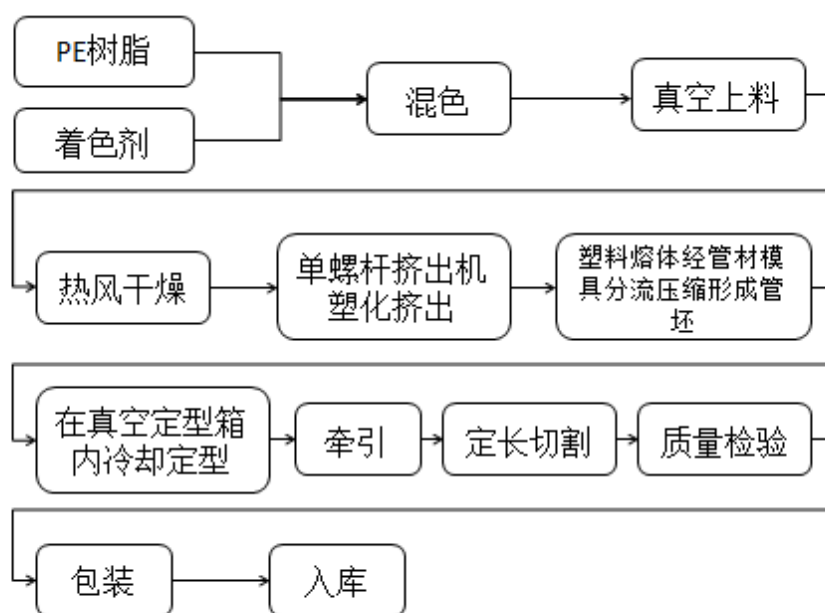 PE树脂
着色剂
混色
真空上料
热风干燥
单螺杆挤出机
塑化挤出
塑料熔体经管材模
具分流压缩形成管
坯
在真空定型箱
内冷却定型
牵引
定长切割
质量检验
包装
入库